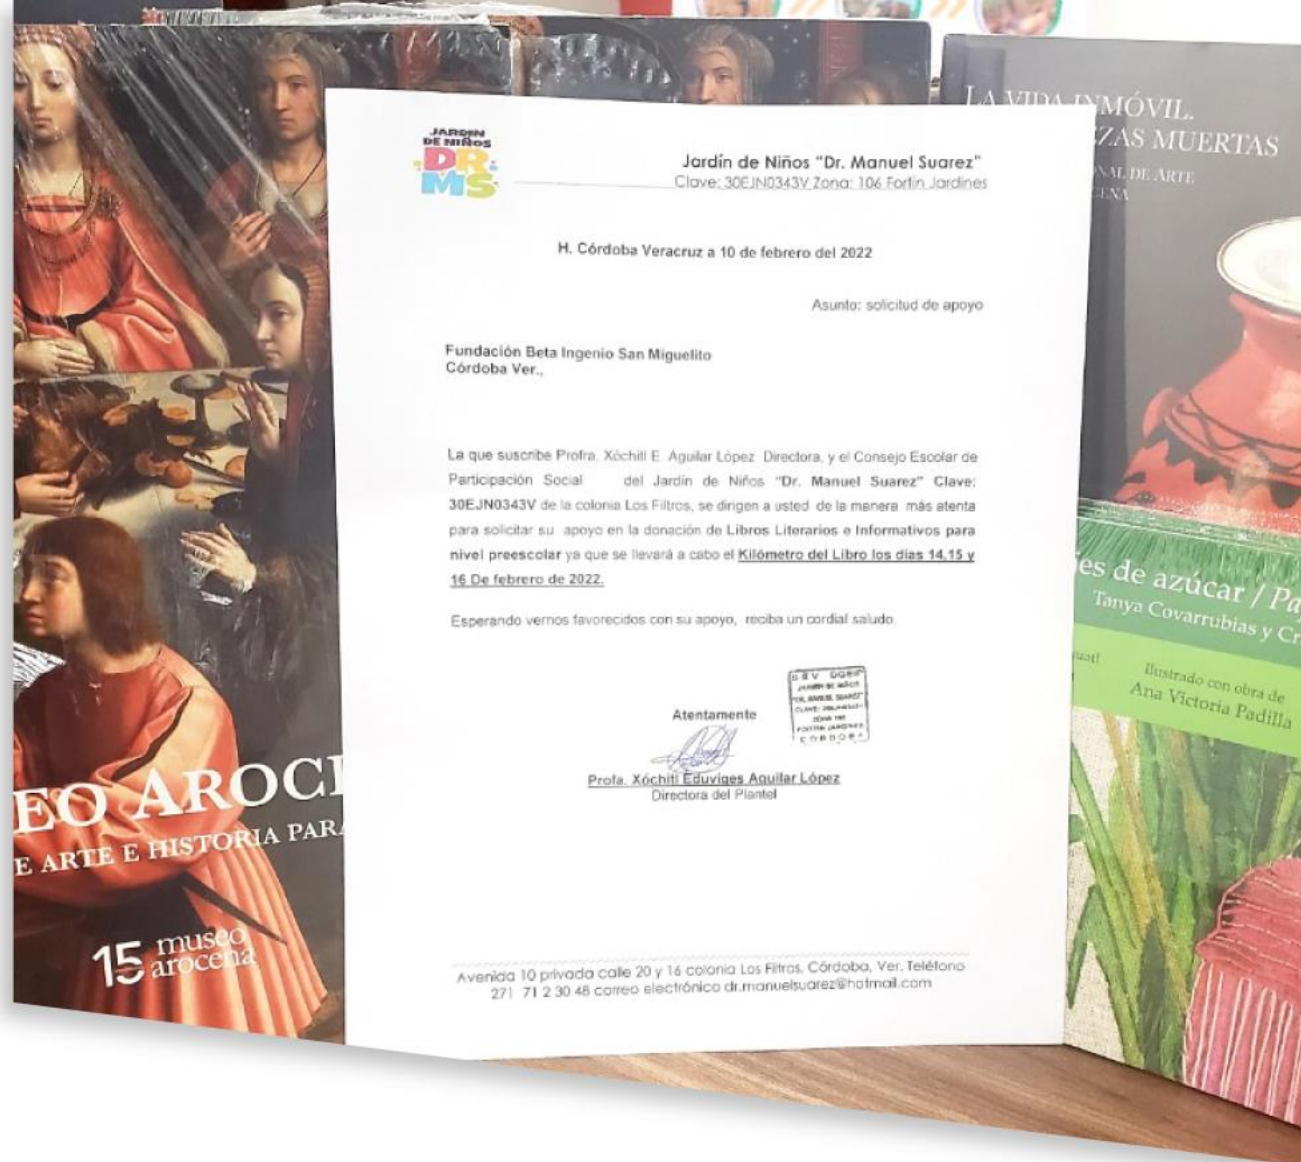 LA VIDA INMÓVIL.
ZAS MUERTAS
NAL DE ARTE
JARDIN
DE NIÑOS
DR
MS
Jardín de Niños “Dr. Manuel Suarez”
Clave: 30EJN0343V Zona: 106 Fortín Jardines
H. Córdoba Veracruz a 10 de febrero del 2022
Asunto: solicitud de apoyo
Fundación Beta Ingenio San Miguelito
Córdoba Ver.,
La que suscribe Profra. Xóchitl E. Aguilar López Directora, y el Consejo Escolar de
Participación Social del Jardín de Niños “Dr. Manuel Suarez” Clave:
30EJN0343V de la colonia Los Filtros, se dirigen a usted de la manera más atenta
para solicitar su apoyo en la donación de Libros Literarios e Informativos para
nivel preescolar ya que se llevará a cabo el Kilómetro del Libro los días 14,15 y
16 De febrero de 2022.
Esperando vernos favorecidos con su apoyo, reciba un cordial saludo.
Atentamente
Profa. Xóchitl Eduviges Aguilar López
Directora del Plantel
Avenida 10 privada calle 20 y 16 colonia Los Filtros, Córdoba, Ver. Teléfono
271 71 2 30 48 correo electrónico dr.manuelsuarez@hotmail.com
EO AROCE
E ARTE E HISTORIA PARA
15 museo
arocena
es de azúcar / Pa
Tanya Covarrubias y Cr
Ilustrado con obra de
Ana Victoria Padilla